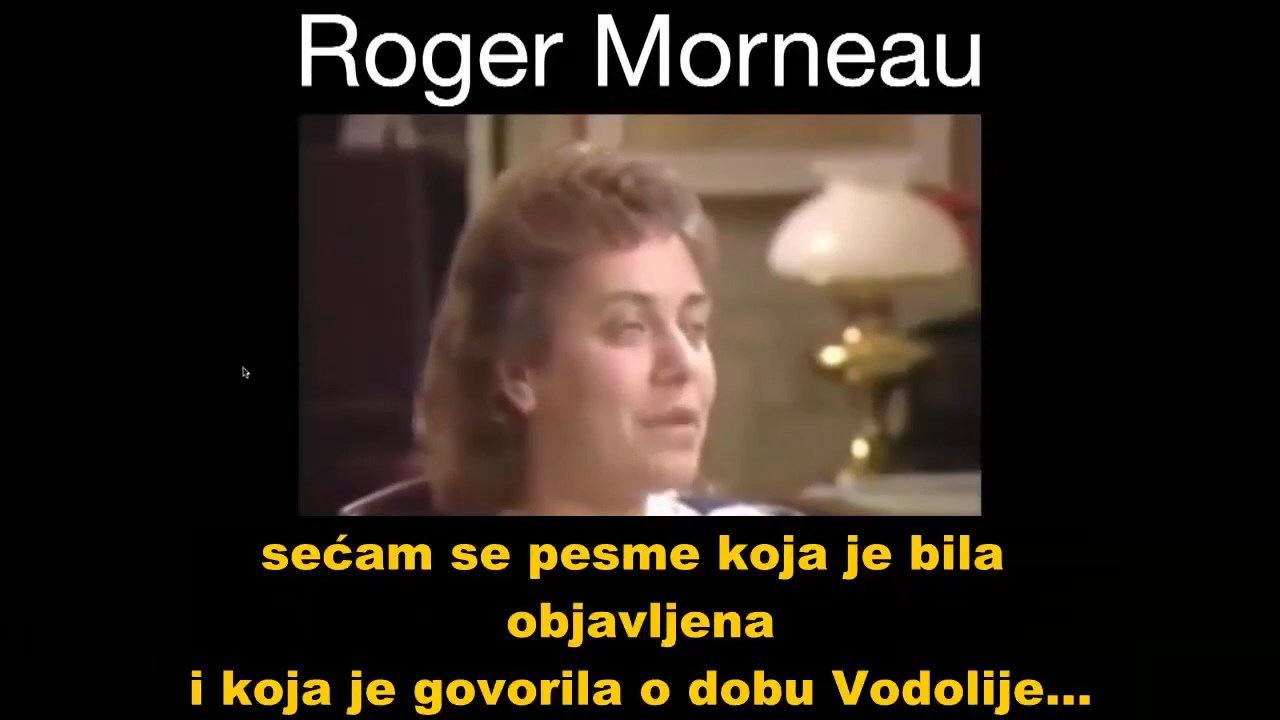 Roger Morneau
sećam se pesme koja je bila
objavljena
i koja je govorila o dobu Vodolije...